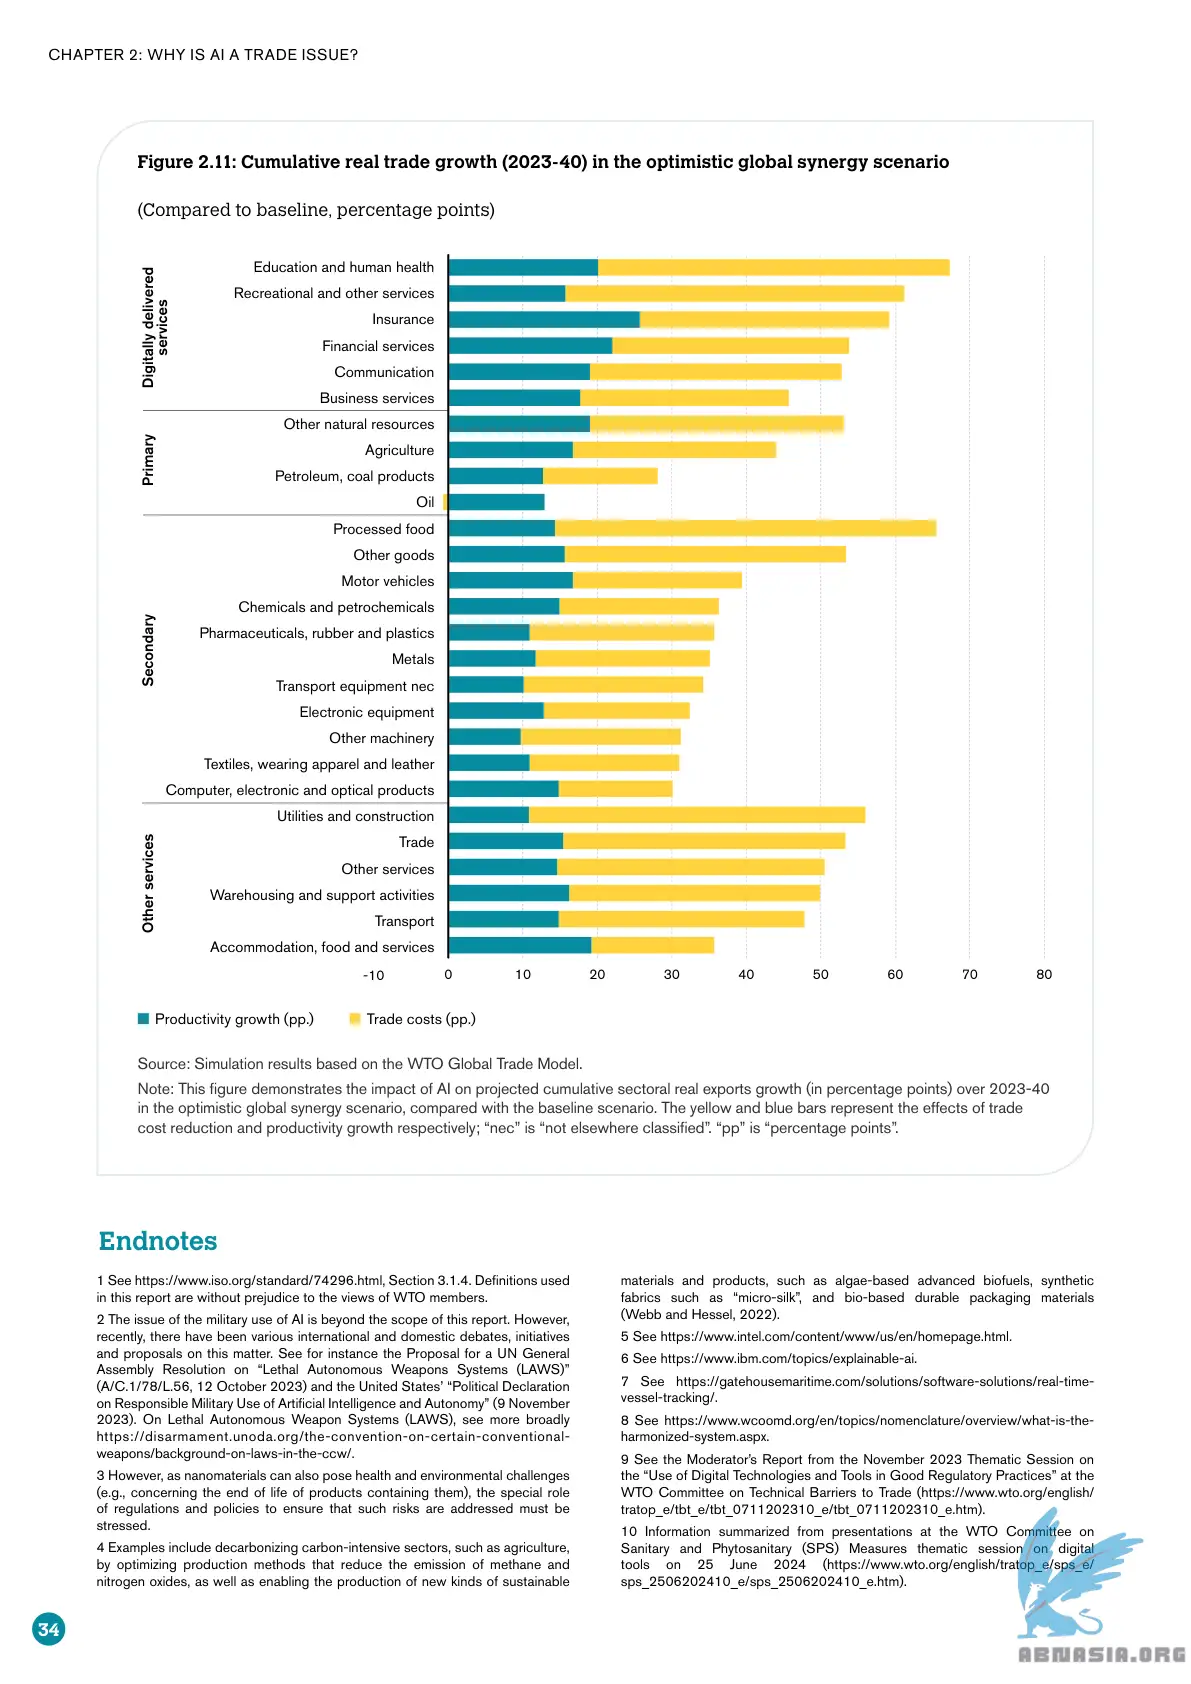 CHAPTER 2: WHY IS AI A TRADE ISSUE?
Figure 2.11: Cumulative real trade growth (2023-40) in the optimistic global synergy scenario
(Compared to baseline, percentage points)
Digitally delivered
services
Education and human health
Recreational and other services
Insurance
Financial services
Communication
Business services
Primary
Other natural resources
Agriculture
Petroleum, coal products
Oil
Secondary
Processed food
Other goods
Motor vehicles
Chemicals and petrochemicals
Pharmaceuticals, rubber and plastics
Metals
Transport equipment nec
Electronic equipment
Other machinery
Textiles, wearing apparel and leather
Computer, electronic and optical products
Other services
Utilities and construction
Trade
Other services
Warehousing and support activities
Transport
Accommodation, food and services
-10 0 10 20 30 40 50 60 70 80
Productivity growth (pp.) Trade costs (pp.)
Source: Simulation results based on the WTO Global Trade Model.
Note: This figure demonstrates the impact of AI on projected cumulative sectoral real exports growth (in percentage points) over 2023-40
in the optimistic global synergy scenario, compared with the baseline scenario. The yellow and blue bars represent the effects of trade
cost reduction and productivity growth respectively; “nec” is “not elsewhere classified”. “pp” is “percentage points”.
Endnotes
1 See https://www.iso.org/standard/74296.html, Section 3.1.4. Definitions used
in this report are without prejudice to the views of WTO members.
2 The issue of the military use of AI is beyond the scope of this report. However,
recently, there have been various international and domestic debates, initiatives
and proposals on this matter. See for instance the Proposal for a UN General
Assembly Resolution on “Lethal Autonomous Weapons Systems (LAWS)”
(A/C.1/78/L.56, 12 October 2023) and the United States’ “Political Declaration
on Responsible Military Use of Artificial Intelligence and Autonomy” (9 November
2023). On Lethal Autonomous Weapon Systems (LAWS), see more broadly
https://disarmament.unoda.org/the-convention-on-certain-conventional-
weapons/background-on-laws-in-the-ccw/.
3 However, as nanomaterials can also pose health and environmental challenges
(e.g., concerning the end of life of products containing them), the special role
of regulations and policies to ensure that such risks are addressed must be
stressed.
4 Examples include decarbonizing carbon-intensive sectors, such as agriculture,
by optimizing production methods that reduce the emission of methane and
nitrogen oxides, as well as enabling the production of new kinds of sustainable
materials and products, such as algae-based advanced biofuels, synthetic
fabrics such as “micro-silk”, and bio-based durable packaging materials
(Webb and Hessel, 2022).
5 See https://www.intel.com/content/www/us/en/homepage.html.
6 See https://www.ibm.com/topics/explainable-ai.
7 See https://gatehousemaritime.com/solutions/software-solutions/real-time-
vessel-tracking/.
8 See https://www.wcoomd.org/en/topics/nomenclature/overview/what-is-the-
harmonized-system.aspx.
9 See the Moderator’s Report from the November 2023 Thematic Session on
the “Use of Digital Technologies and Tools in Good Regulatory Practices” at the
WTO Committee on Technical Barriers to Trade (https://www.wto.org/english/
tratop_e/tbt_e/tbt_0711202310_e/tbt_0711202310_e.htm).
10 Information summarized from presentations at the WTO Committee on
Sanitary and Phytosanitary (SPS) Measures thematic session on digital
tools on 25 June 2024 (https://www.wto.org/english/tratop_e/sps_e/
sps_2506202410_e/sps_2506202410_e.htm).
34
ABNASIA.ORG